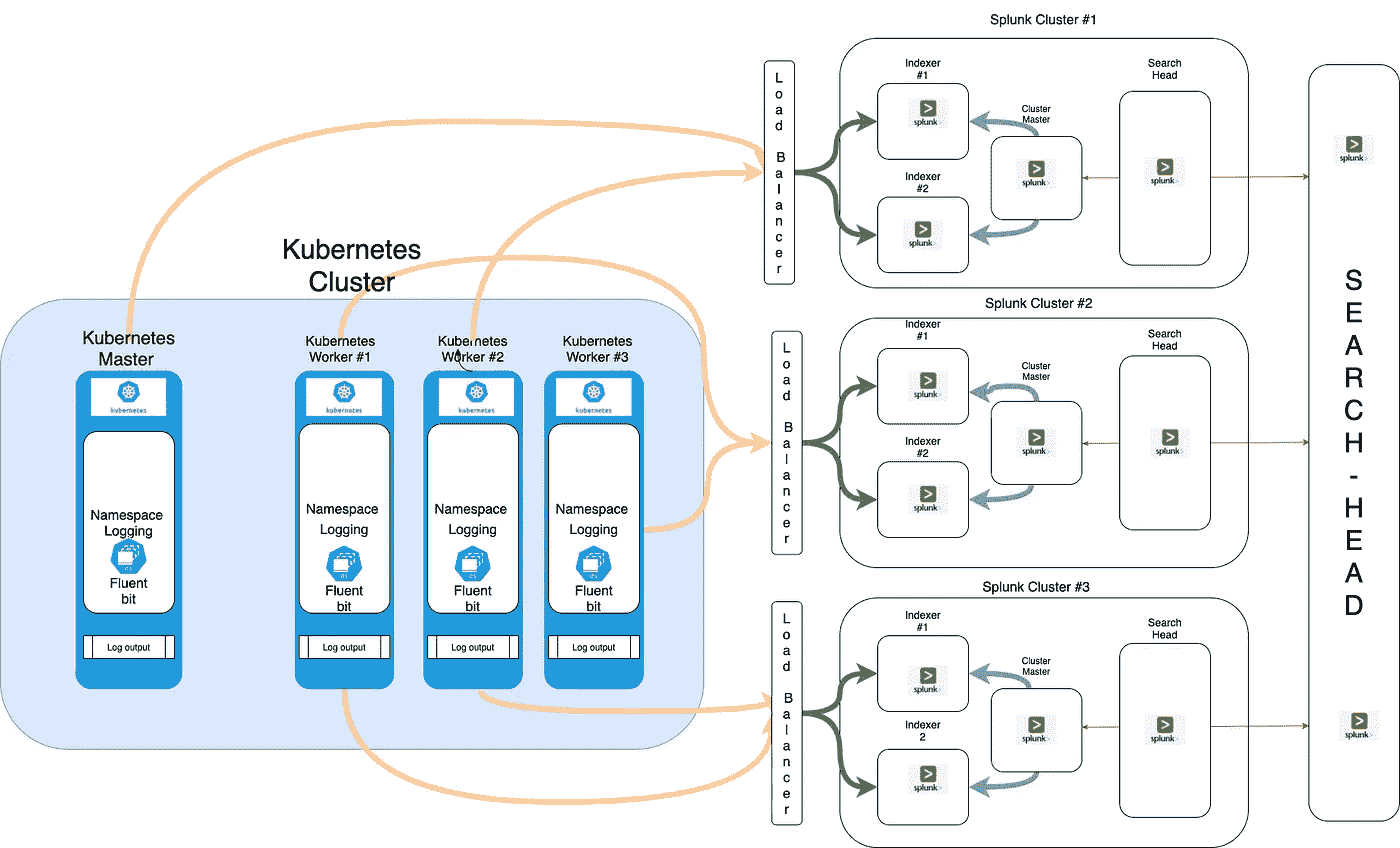 Splunk Cluster #1
Load Balancer
Indexer
#1
splunk>
Indexer
#2
splunk>
Cluster
Master
splunk>
Search
Head
splunk>
Kubernetes
Cluster
Kubernetes
Master
kubernetes
Namespace
Logging
Fluent
bit
Log output
Kubernetes
Worker #1
kubernetes
Namespace
Logging
Fluent
bit
Log output
Kubernetes
Worker #2
kubernetes
Namespace
Logging
Fluent
bit
Log output
Kubernetes
Worker #3
kubernetes
Namespace
Logging
Fluent
bit
Log output
Splunk Cluster #2
Load Balancer
Indexer
#1
splunk>
Indexer
#2
splunk>
Cluster
Master
splunk>
Search
Head
splunk>
Splunk Cluster #3
Load Balancer
Indexer
#1
splunk>
Indexer
2
splunk>
Cluster
Master
splunk>
Search
Head
splunk>
splunk>
SEARCH-HEAD
splunk>